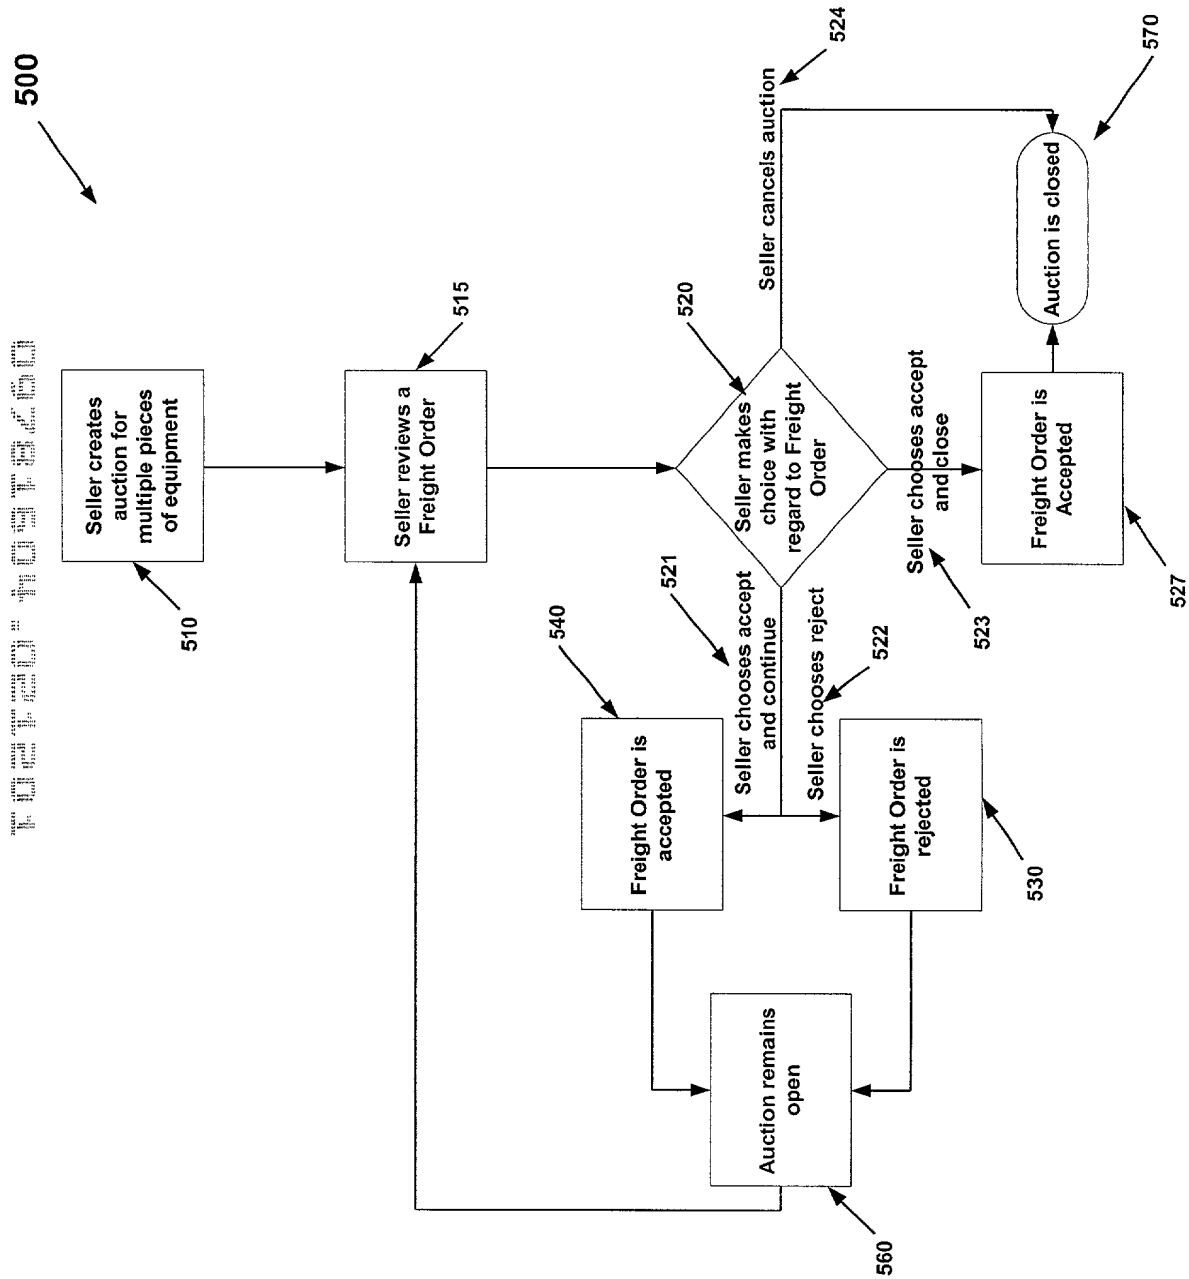 500
Seller creates
auction for
multiple pieces
of equipment
510
Seller reviews a
Freight Order
515
Seller makes
choice with
regard to Freight
Order
520
Seller cancels auction
524
Seller chooses accept
and continue
521
Seller chooses reject
522
Seller chooses accept
and close
523
Freight Order is
accepted
540
Freight Order is
rejected
530
Auction remains
open
560
Freight Order is
Accepted
527
Auction is closed
570